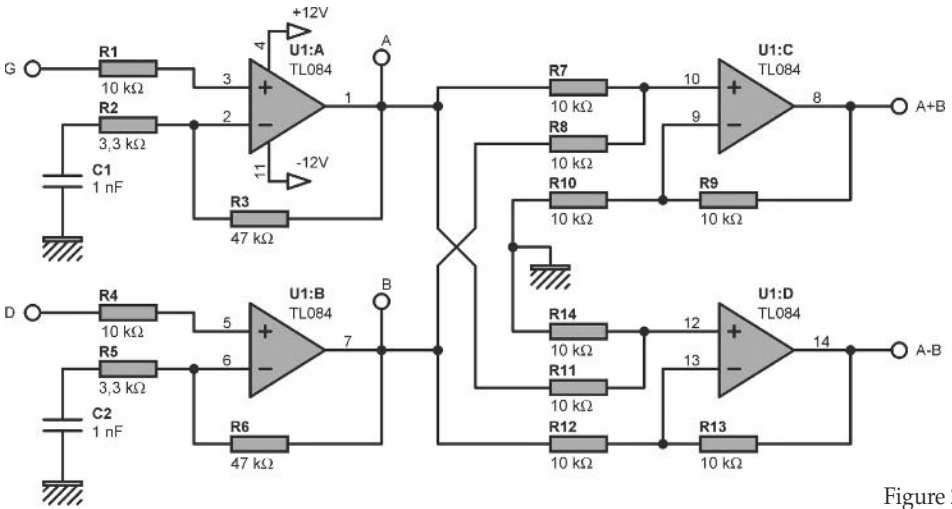 +12V
A
R1
U1:A
R7
U1:C
G
4
TL084
TL084
3
10
10 kΩ
10 kΩ
R2
1
R8
8
A+B
2
9
3,3 kΩ
10 kΩ
C1
11
-12V
R10
R9
1 nF
R3
10 kΩ
10 kΩ
47 kΩ
B
R4
U1:B
R14
U1:D
D
TL084
TL084
5
12
10 kΩ
10 kΩ
R5
7
R11
14
A-B
6
13
3,3 kΩ
10 kΩ
C2
R6
R12
R13
1 nF
47 kΩ
10 kΩ
10 kΩ
Figure